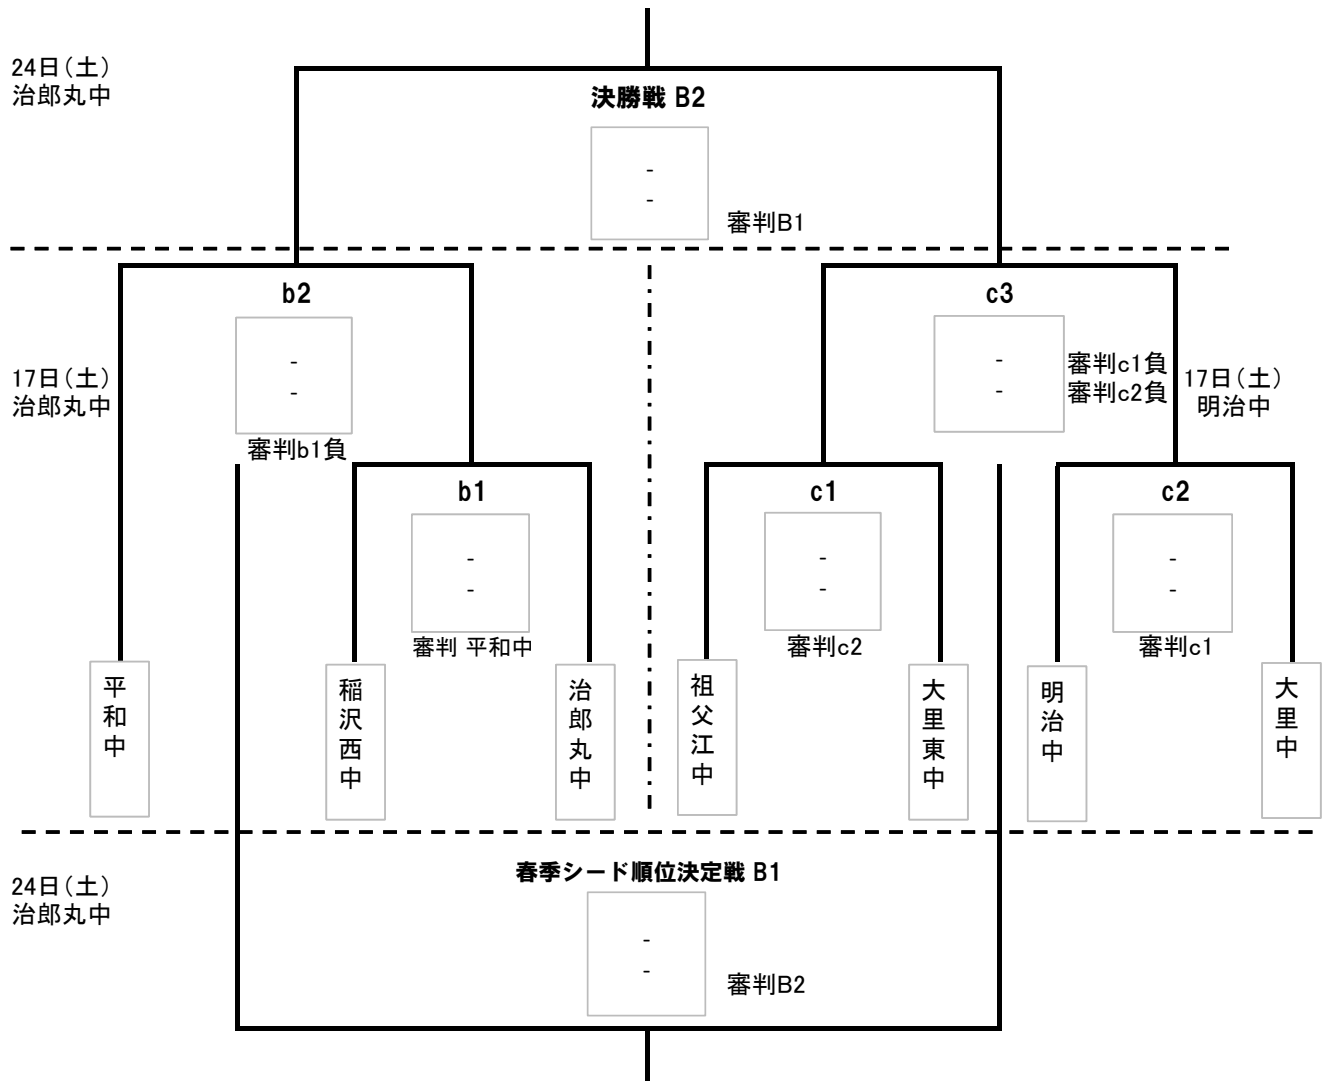 24日(土)
治郎丸中
決勝戦 B2
-
-
審判B1
b2
-
-
審判b1負
17日(土)
治郎丸中
c3
-
-
審判c1負
審判c2負
17日(土)
明治中
b1
-
-
審判 平和中
c1
-
-
審判c2
c2
-
-
審判c1
平和中
稲沢西中
治郎丸中
祖父江中
大里東中
明治中
大里中
春季シード順位決定戦 B1
24日(土)
治郎丸中
-
-
審判B2